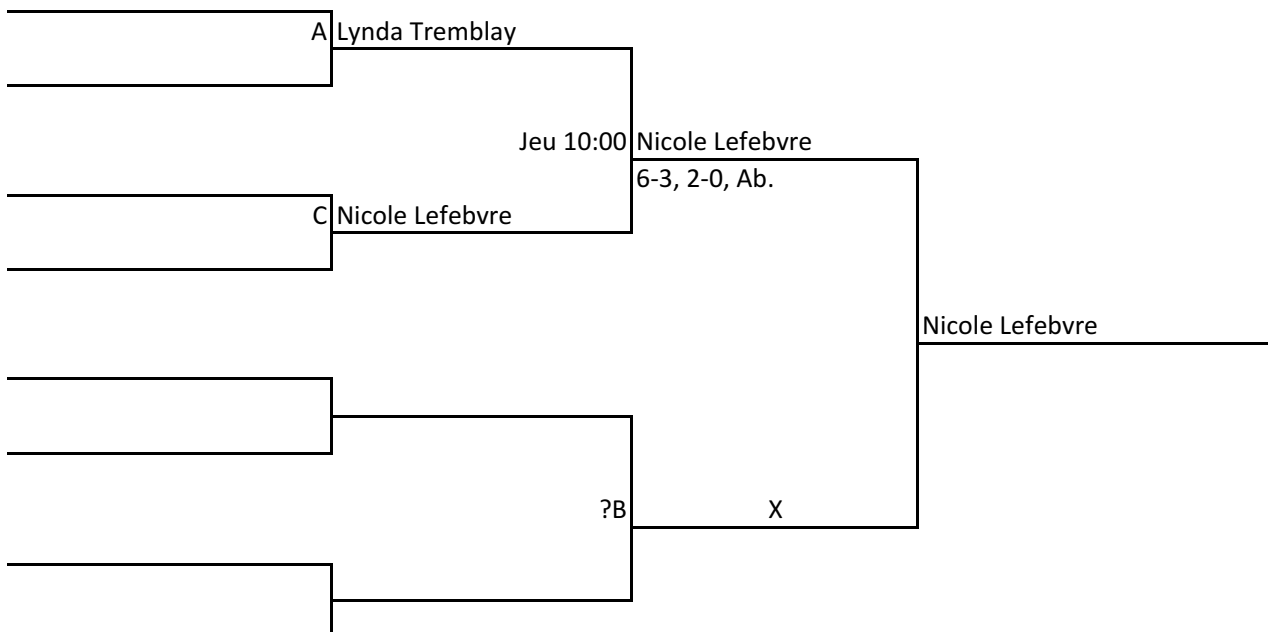 A Lynda Tremblay
Jeu 10:00 Nicole Lefebvre
6-3, 2-0, Ab.
C Nicole Lefebvre
Nicole Lefebvre
?B X